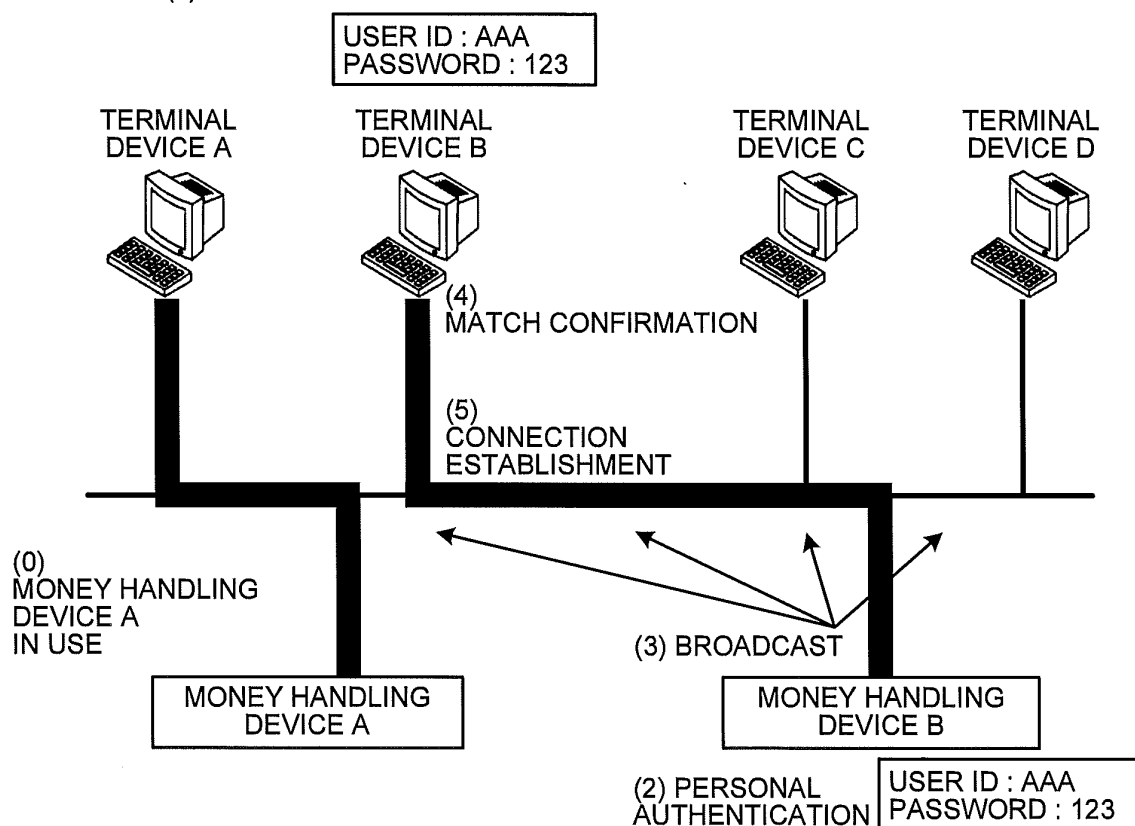 USER ID : AAA
PASSWORD : 123
TERMINAL
DEVICE A
TERMINAL
DEVICE B
TERMINAL
DEVICE C
TERMINAL
DEVICE D
(4)
MATCH CONFIRMATION
(5)
CONNECTION
ESTABLISHMENT
(0)
MONEY HANDLING
DEVICE A
IN USE
(3) BROADCAST
MONEY HANDLING
DEVICE A
MONEY HANDLING
DEVICE B
(2) PERSONAL
AUTHENTICATION
USER ID : AAA
PASSWORD : 123